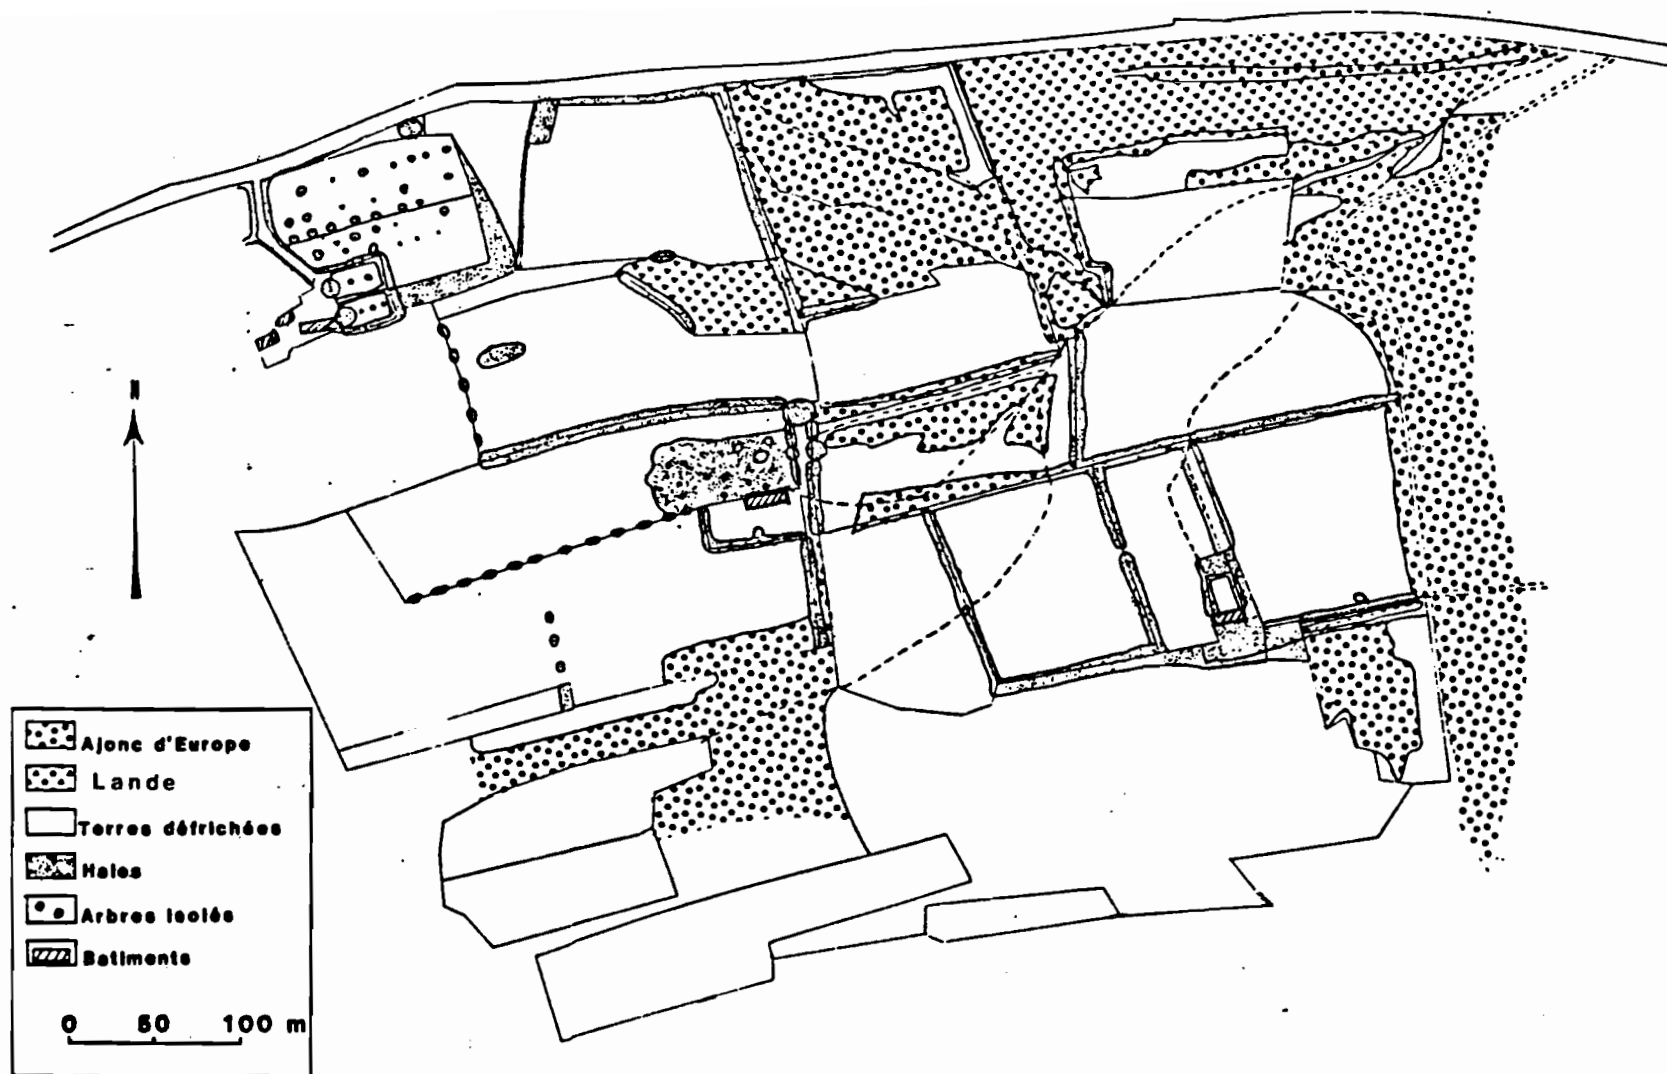 N
Ajonc d'Europe
Lande
Terres défrichées
Haies
Arbres isolés
Batiments
0 50 100 m